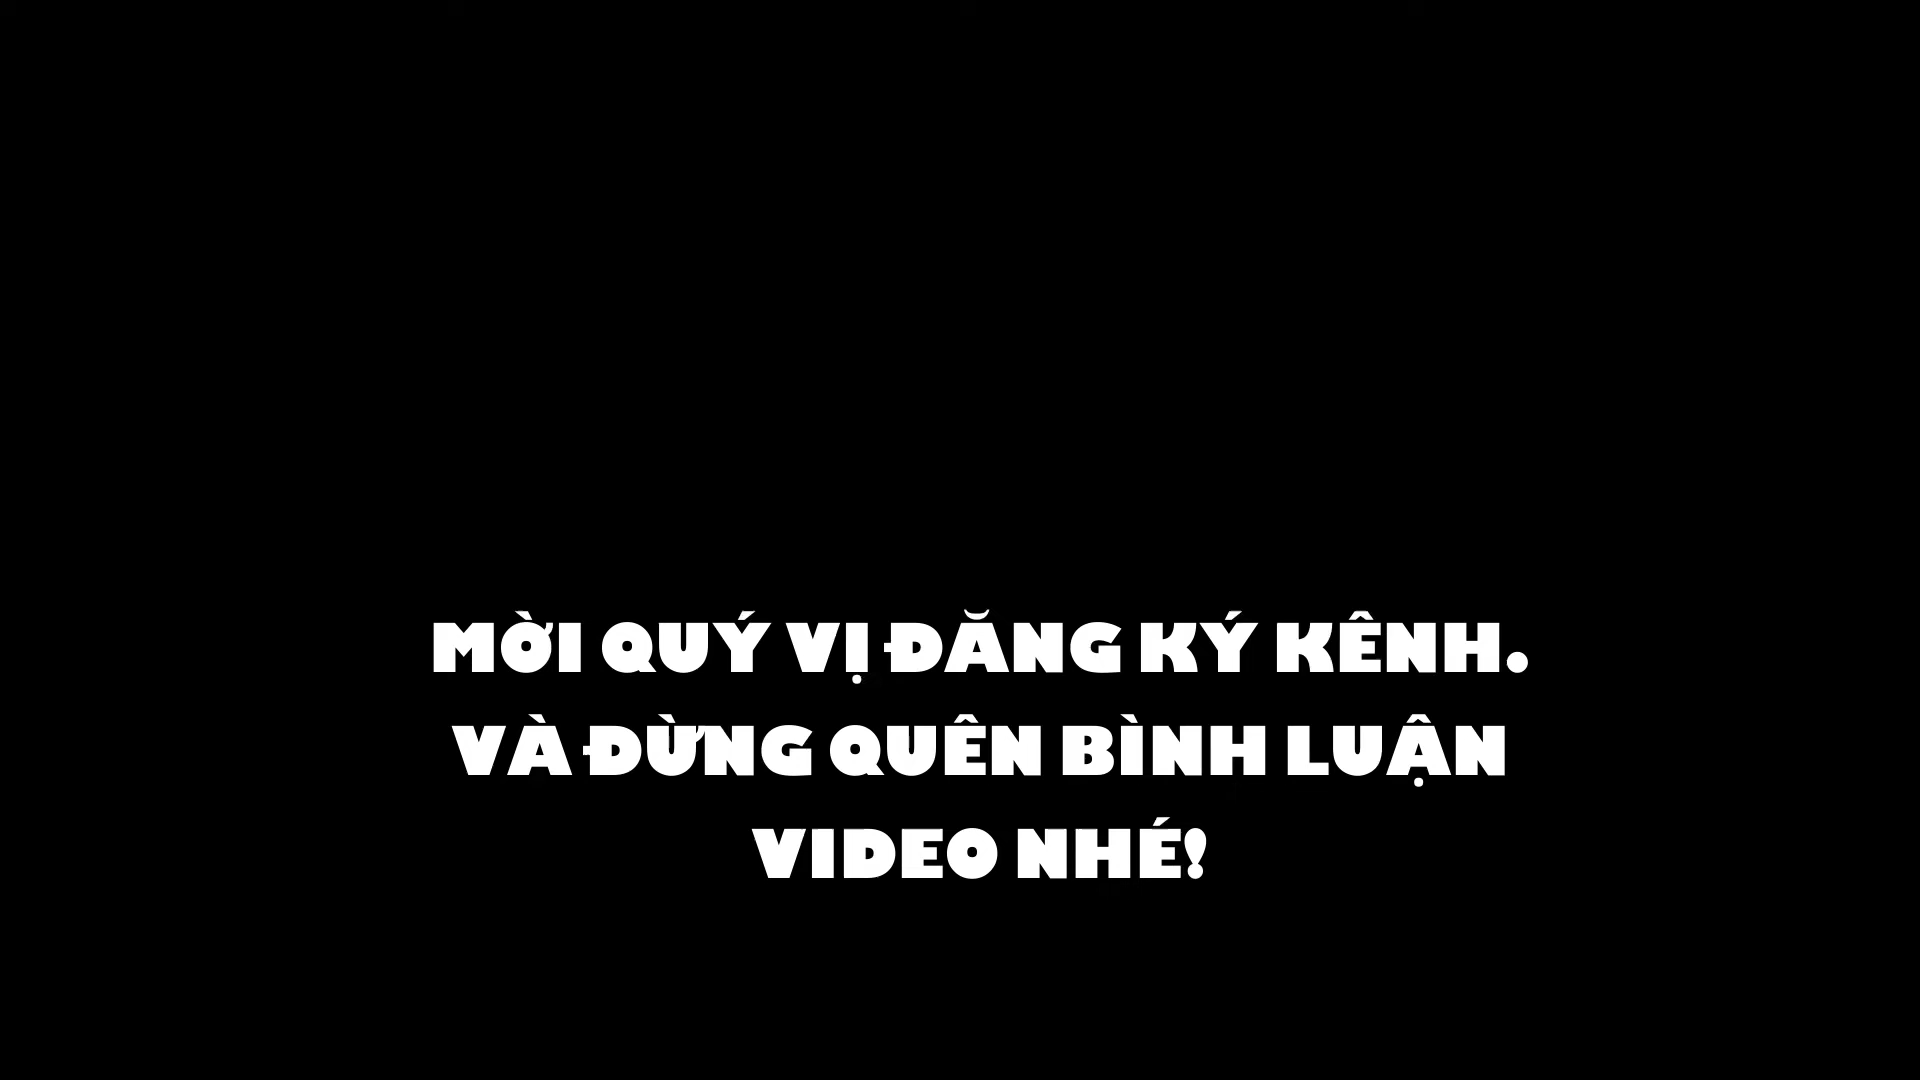 MỜI QUÝ VỊ ĐĂNG KÝ KÊNH.
VÀ ĐỪNG QUÊN BÌNH LUẬN
VIDEO NHÉ!